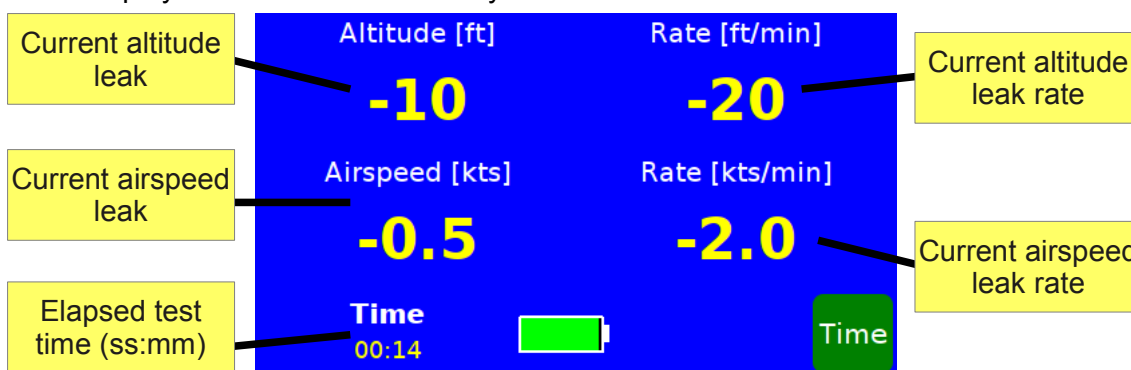 Current altitude
leak
Altitude [ft]
Rate [ft/min]
Current altitude
leak rate
-10
-20
Current airspeed
leak
Airspeed [kts]
Rate [kts/min]
-0.5
-2.0
Current airspeed
leak rate
Elapsed test
time (ss:mm)
Time
00:14
Time